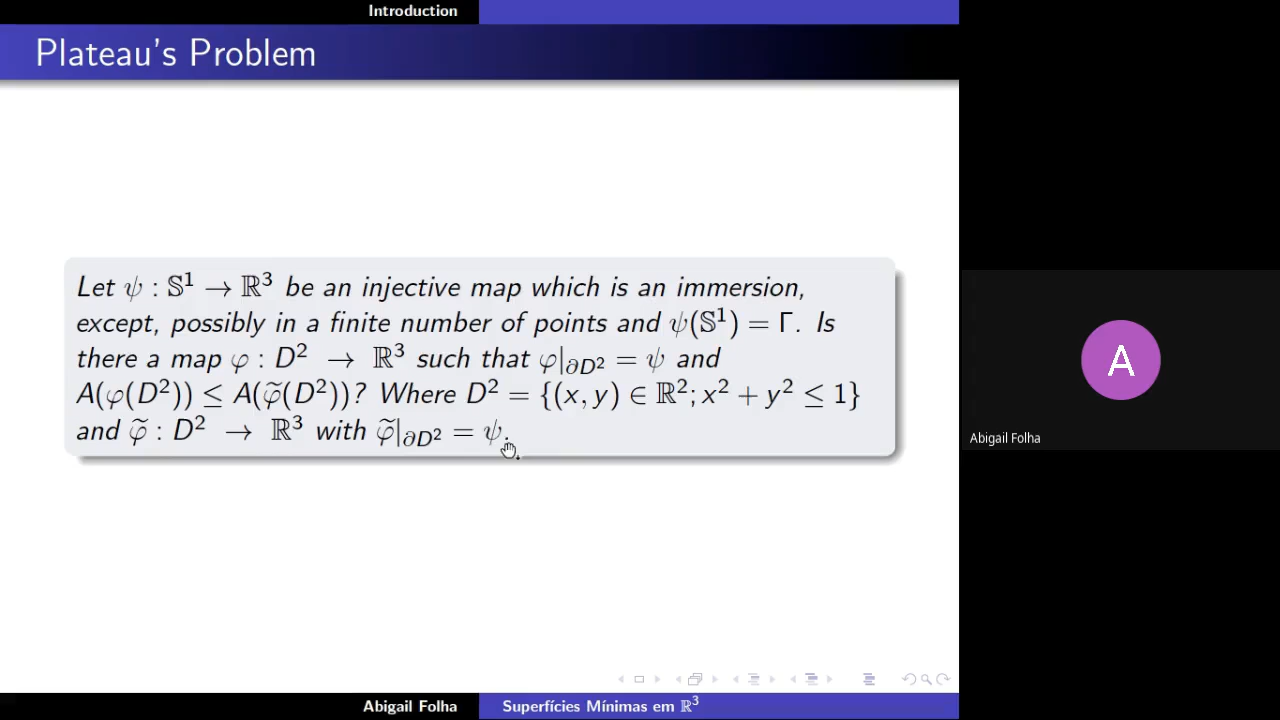 Introduction
Plateau's Problem
Let ψ : 𝕊¹ → ℝ³ be an injective map which is an immersion,
except, possibly in a finite number of points and ψ(𝕊¹) = Γ. Is
there a map φ : D² → ℝ³ such that φ|∂D² = ψ and
A(φ(D²)) ≤ A(φ̃(D²))? Where D² = {(x, y) ∈ ℝ²; x² + y² ≤ 1}
and φ̃ : D² → ℝ³ with φ̃|∂D² = ψ.
A
Abigail Folha
Abigail Folha
Superfícies Mínimas em ℝ³